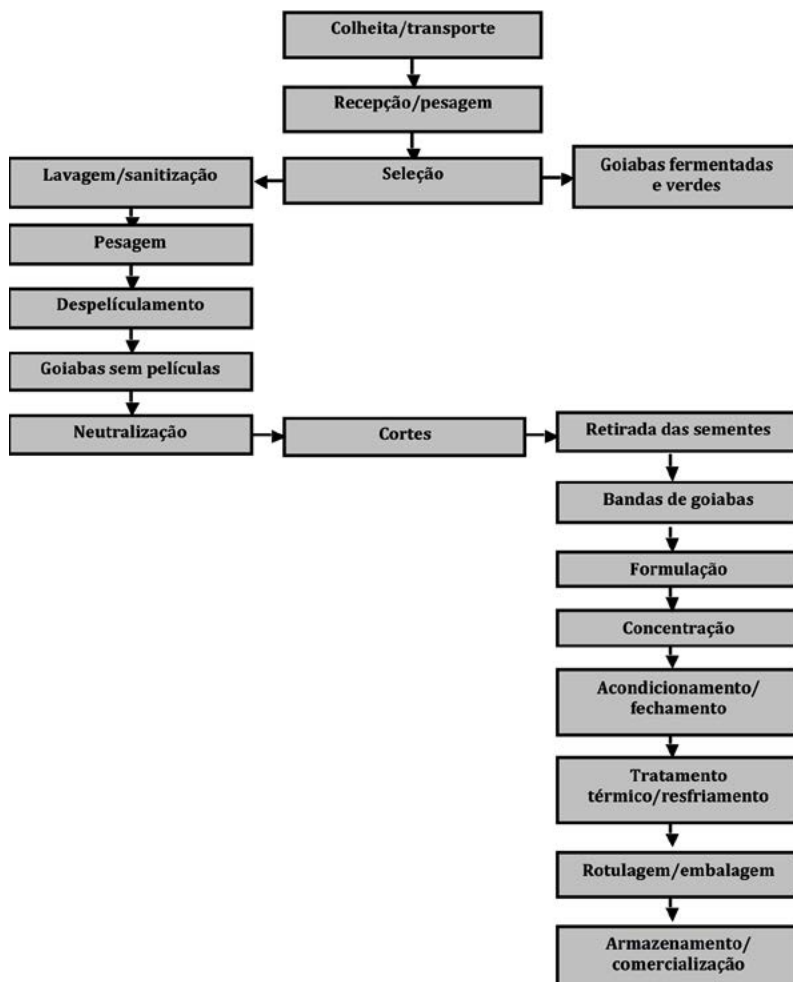 Colheita/transporte
Recepção/pesagem
Lavagem/sanitização
Seleção
Goiabas fermentadas
e verdes
Pesagem
Despelículamento
Goiabas sem películas
Neutralização
Cortes
Retirada das sementes
Bandas de goiabas
Formulação
Concentração
Acondicionamento/
fechamento
Tratamento
térmico/resfriamento
Rotulagem/embalagem
Armazenamento/
comercialização